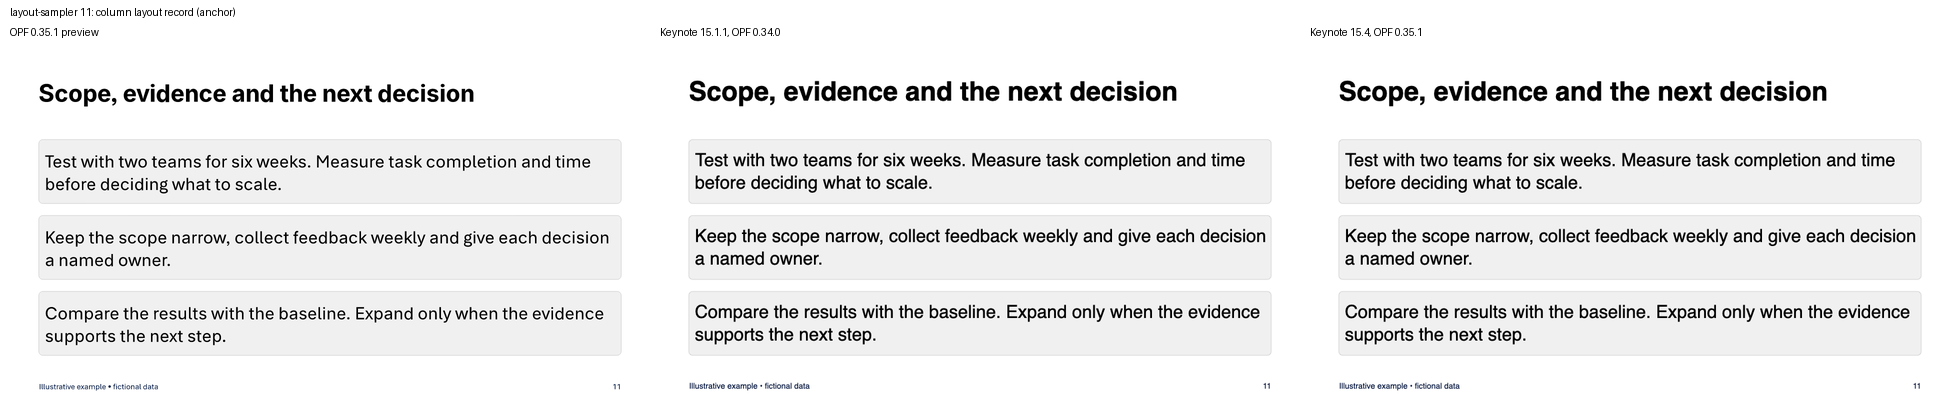 layout-sampler 11: column layout record (anchor)
OPF 0.35.1 preview
Scope, evidence and the next decision
Test with two teams for six weeks. Measure task completion and time
before deciding what to scale.
Keep the scope narrow, collect feedback weekly and give each decision
a named owner.
Compare the results with the baseline. Expand only when the evidence
supports the next step.
Illustrative example • fictional data
11
Keynote 15.1.1, OPF 0.34.0
Scope, evidence and the next decision
Test with two teams for six weeks. Measure task completion and time
before deciding what to scale.
Keep the scope narrow, collect feedback weekly and give each decision
a named owner.
Compare the results with the baseline. Expand only when the evidence
supports the next step.
Illustrative example • fictional data
11
Keynote 15.4, OPF 0.35.1
Scope, evidence and the next decision
Test with two teams for six weeks. Measure task completion and time
before deciding what to scale.
Keep the scope narrow, collect feedback weekly and give each decision
a named owner.
Compare the results with the baseline. Expand only when the evidence
supports the next step.
Illustrative example • fictional data
11